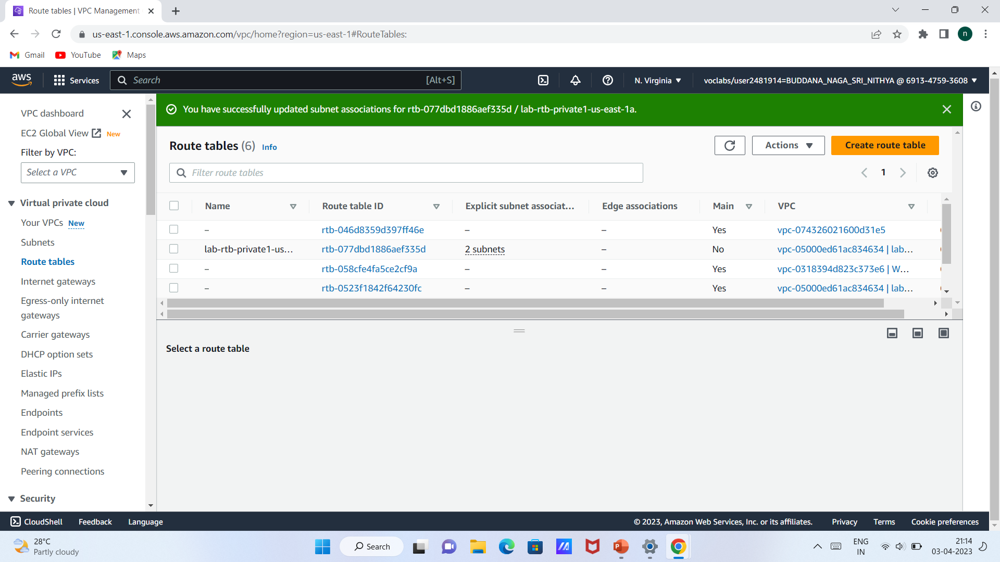 Route tables | VPC Management
us-east-1.console.aws.amazon.com/vpc/home?region=us-east-1#RouteTables:
n
Gmail
YouTube
Maps
aws
Services
Search
[Alt+S]
N. Virginia
voclabs/user2481914=BUDDANA_NAGA_SRI_NITHYA @ 6913-4759-3608
VPC dashboard
EC2 Global View New
Filter by VPC:
Select a VPC
Virtual private cloud
Your VPCs New
Subnets
Route tables
Internet gateways
Egress-only internet
gateways
Carrier gateways
DHCP option sets
Elastic IPs
Managed prefix lists
Endpoints
Endpoint services
NAT gateways
Peering connections
Security
You have successfully updated subnet associations for rtb-077dbd1886aef335d / lab-rtb-private1-us-east-1a.
Route tables (6) Info
Actions
Create route table
Filter route tables
1
Name Route table ID Explicit subnet associat... Edge associations Main VPC
– rtb-046d8359d397ff46e – – Yes vpc-074326021600d31e5
lab-rtb-private1-us... rtb-077dbd1886aef335d 2 subnets – No vpc-05000ed61ac834634 | lab...
– rtb-058cfe4fa5ce2cf9a – – Yes vpc-0318394d823c373e6 | W...
– rtb-0523f1842f64230fc – – Yes vpc-05000ed61ac834634 | lab...
Select a route table
CloudShell Feedback Language
© 2023, Amazon Web Services, Inc. or its affiliates. Privacy Terms Cookie preferences
28°C
Partly cloudy
Search
ENG
IN
21:14
03-04-2023